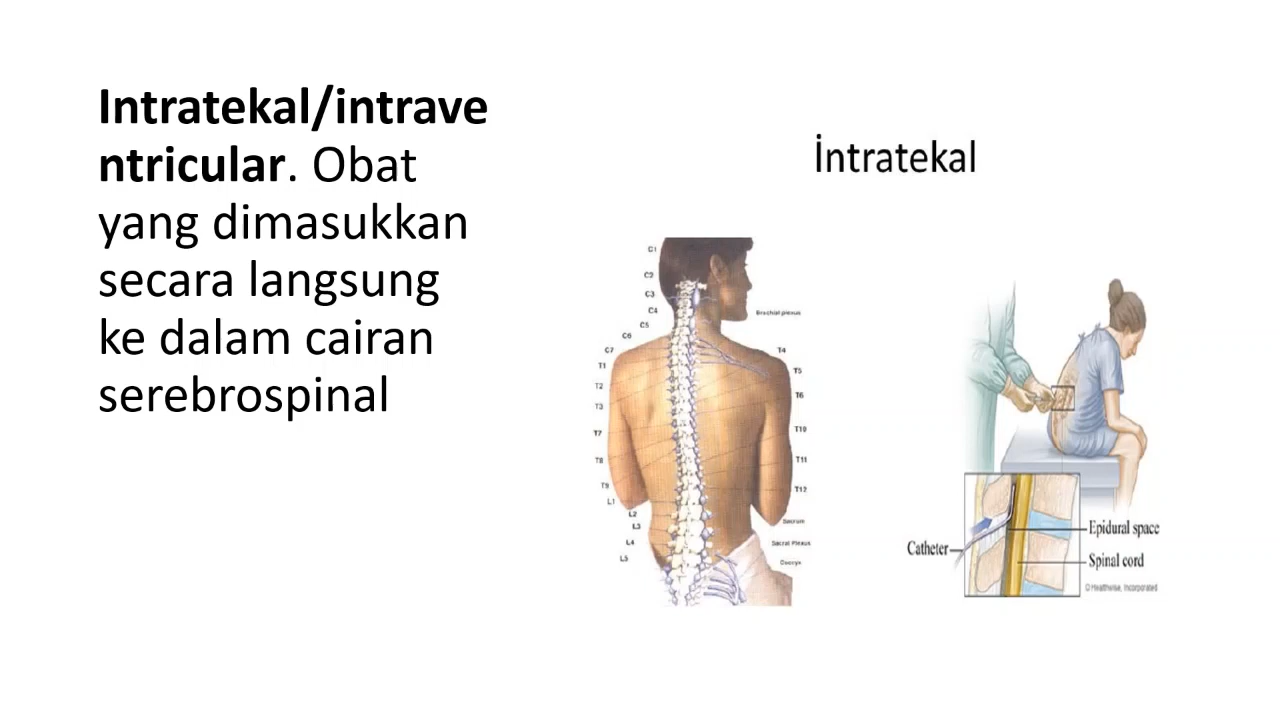 Intratekal/intrave
ntricular. Obat
yang dimasukkan
secara langsung
ke dalam cairan
serebrospinal
İntratekal
C1
C2
C3
C4
C5
C6
C7
T1
T2
T3
T7
T8
T9
L1
L2
L3
L4
L5
Brachial plexus
T4
T5
T6
T10
T11
T12
Sacrum
Sacral Plexus
Coccyx
Catheter
Epidural space
Spinal cord
© Healthwise, Incorporated